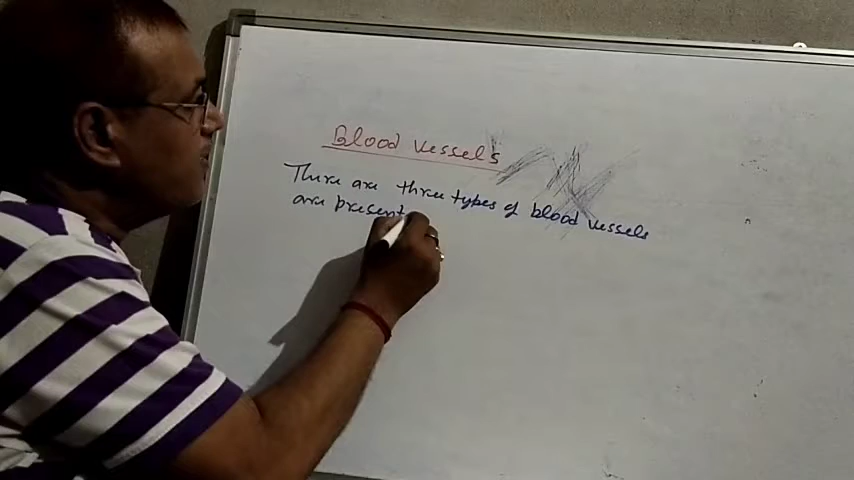 Blood vessels
There are three types of blood vessels
are present